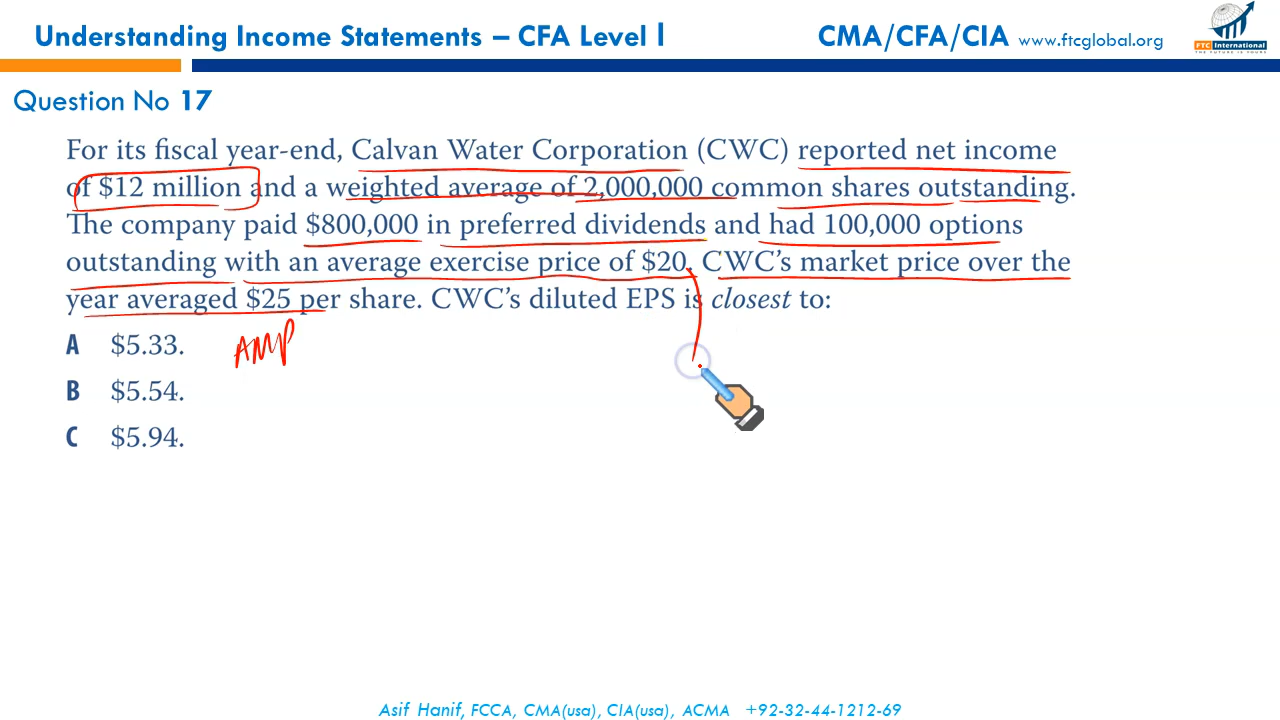 Understanding Income Statements – CFA Level I
CMA/CFA/CIA www.ftcglobal.org
FTC International
THE FUTURE IS YOURS
Question No 17
For its fiscal year-end, Calvan Water Corporation (CWC) reported net income
of $12 million and a weighted average of 2,000,000 common shares outstanding.
The company paid $800,000 in preferred dividends and had 100,000 options
outstanding with an average exercise price of $20. CWC's market price over the
year averaged $25 per share. CWC's diluted EPS is closest to:
A $5.33.
AMP
B $5.54.
C $5.94.
Asif Hanif, FCCA, CMA(usa), CIA(usa), ACMA +92-32-44-1212-69